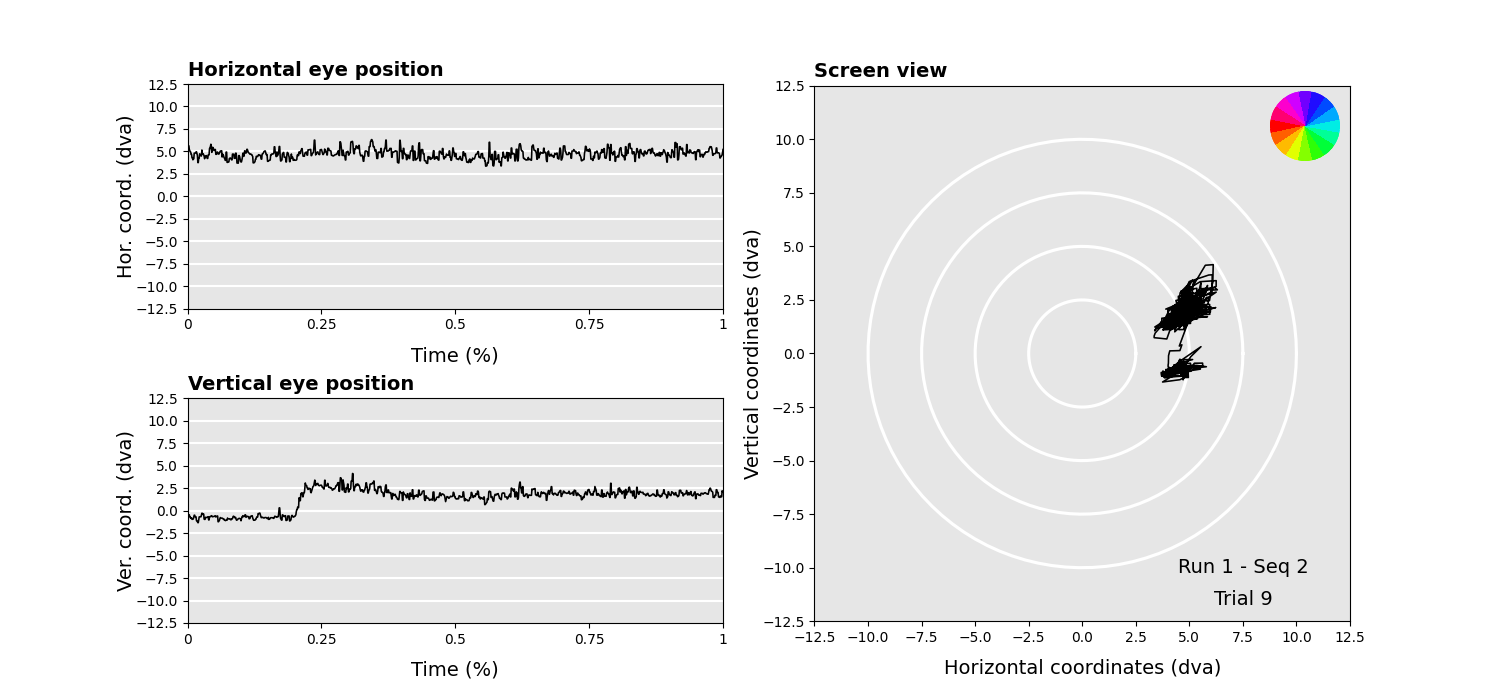 Horizontal eye position
12.5
10.0
7.5
5.0
2.5
0.0
−2.5
−5.0
−7.5
−10.0
−12.5
Hor. coord. (dva)
0 0.25 0.5 0.75 1
Time (%)
Vertical eye position
12.5
10.0
7.5
5.0
2.5
0.0
−2.5
−5.0
−7.5
−10.0
−12.5
Ver. coord. (dva)
0 0.25 0.5 0.75 1
Time (%)
Screen view
12.5
10.0
7.5
5.0
2.5
0.0
−2.5
−5.0
−7.5
−10.0
−12.5
Vertical coordinates (dva)
Run 1 - Seq 2
Trial 9
−12.5 −10.0 −7.5 −5.0 −2.5 0.0 2.5 5.0 7.5 10.0 12.5
Horizontal coordinates (dva)